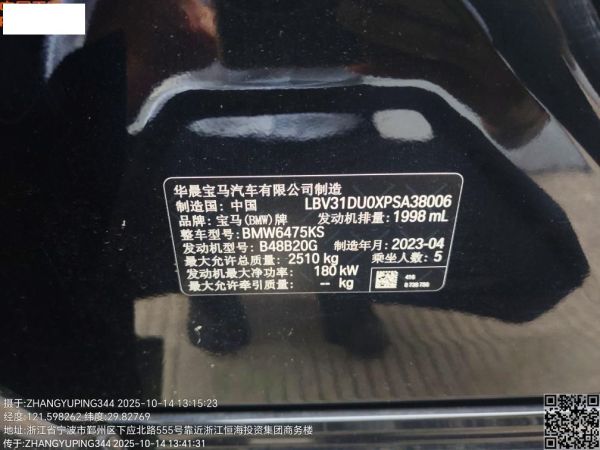 华晨宝马汽车有限公司制造
制造国: 中国 LBV31DU0XPSA38006
品牌: 宝马(BMW)牌 发动机排量: 1998 mL
整车型号: BMW6475KS
发动机型号: B48B20G 制造年月: 2023-04
最大允许总质量: 2510 kg 乘坐人数: 5
发动机最大净功率: 180 kW
最大允许牵引质量: -- kg
摄于:ZHANGYUPING344 2025-10-14 13:15:23
经度:121.598262 纬度:29.82769
地址:浙江省宁波市鄞州区下应北路555号靠近浙江恒海投资集团商务楼
传于:ZHANGYUPING344 2025-10-14 13:41:31